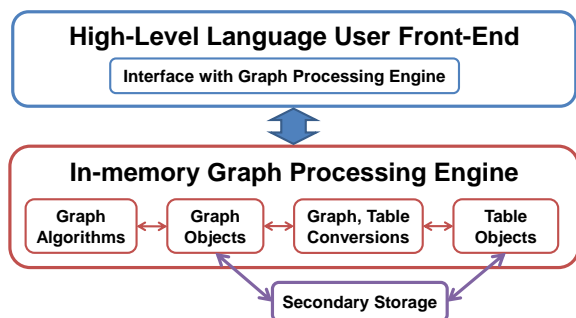 High-Level Language User Front-End
Interface with Graph Processing Engine
In-memory Graph Processing Engine
Graph
Algorithms
Graph
Objects
Graph, Table
Conversions
Table
Objects
Secondary Storage